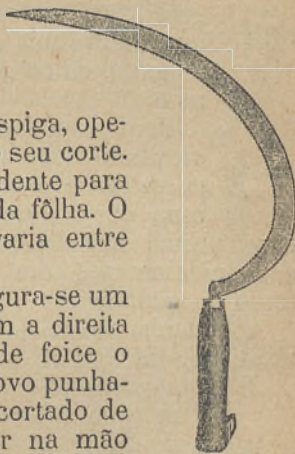 spiga, ope-
seu corte.
dente para
da fôlha. O
varia entre
gura-se um
m a direita
de foice o
ovo punha-
cortado de
r na mão